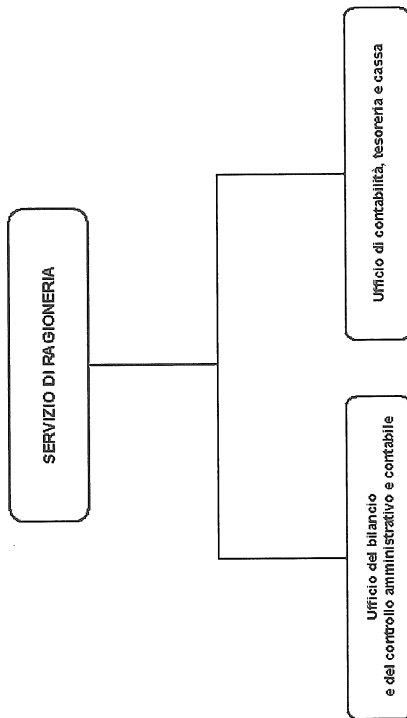 SERVIZIO DI RAGIONERIA
Ufficio del bilancio
e del controllo amministrativo e contabile
Ufficio di contabilità, tesoreria e cassa